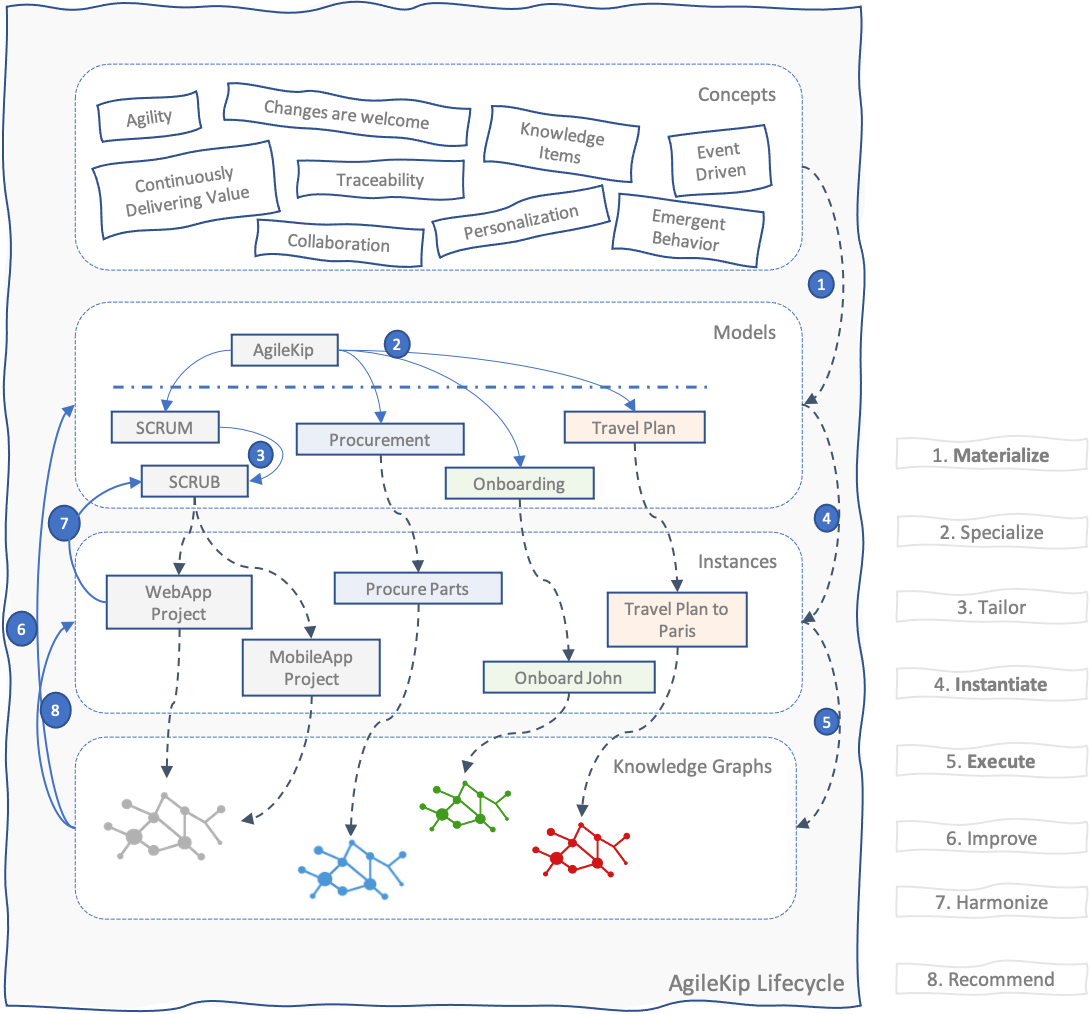 Concepts
Agility
Changes are welcome
Knowledge
Items
Event
Driven
Continuously
Delivering Value
Traceability
Personalization
Emergent
Behavior
Collaboration
1
Models
AgileKip
2
SCRUM
Procurement
Travel Plan
3
SCRUB
Onboarding
7
4
Instances
WebApp
Project
Procure Parts
Travel Plan to
Paris
6
MobileApp
Project
Onboard John
8
5
Knowledge Graphs
AgileKip Lifecycle
1. Materialize
2. Specialize
3. Tailor
4. Instantiate
5. Execute
6. Improve
7. Harmonize
8. Recommend